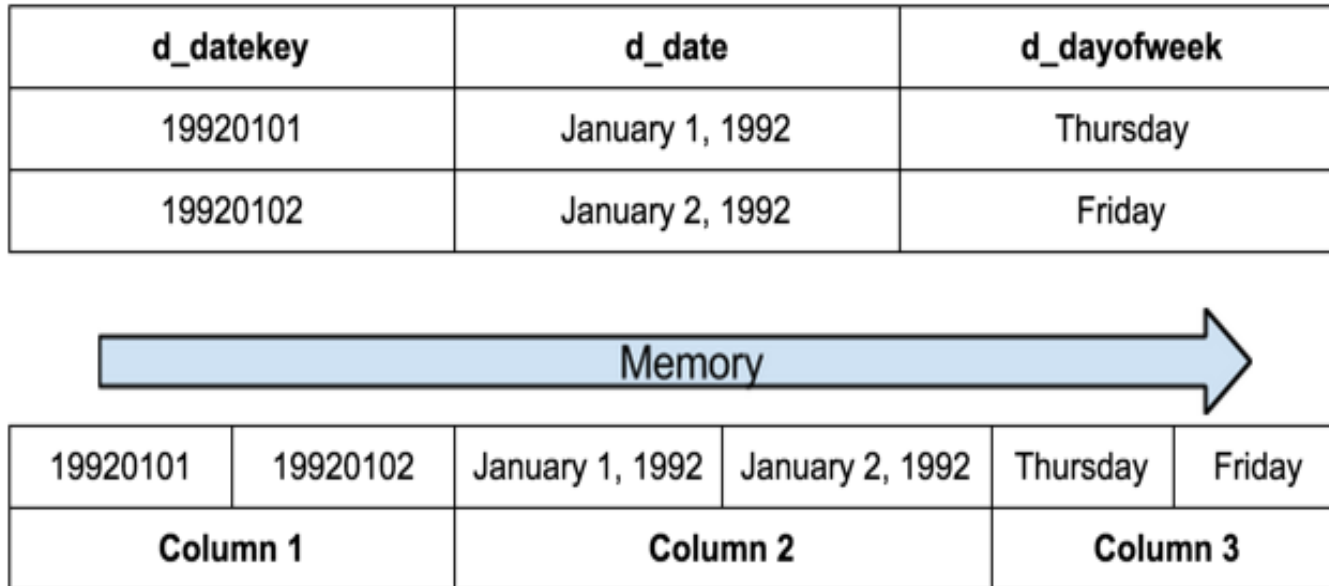 d_datekey d_date d_dayofweek
19920101 January 1, 1992 Thursday
19920102 January 2, 1992 Friday
Memory
19920101 19920102 January 1, 1992 January 2, 1992 Thursday Friday
Column 1 Column 2 Column 3